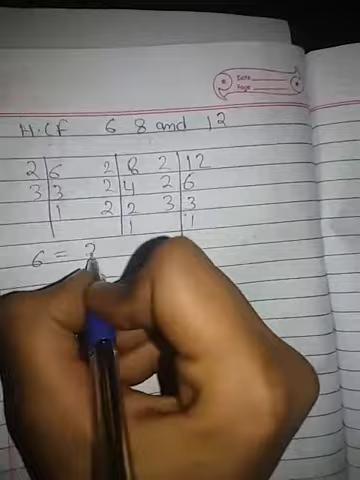 Date
Page
H.CF 6 8 and 12
2 6 2 8 2 12
3 3 2 4 2 6
1 2 2 3 3
1 1
6 = 2